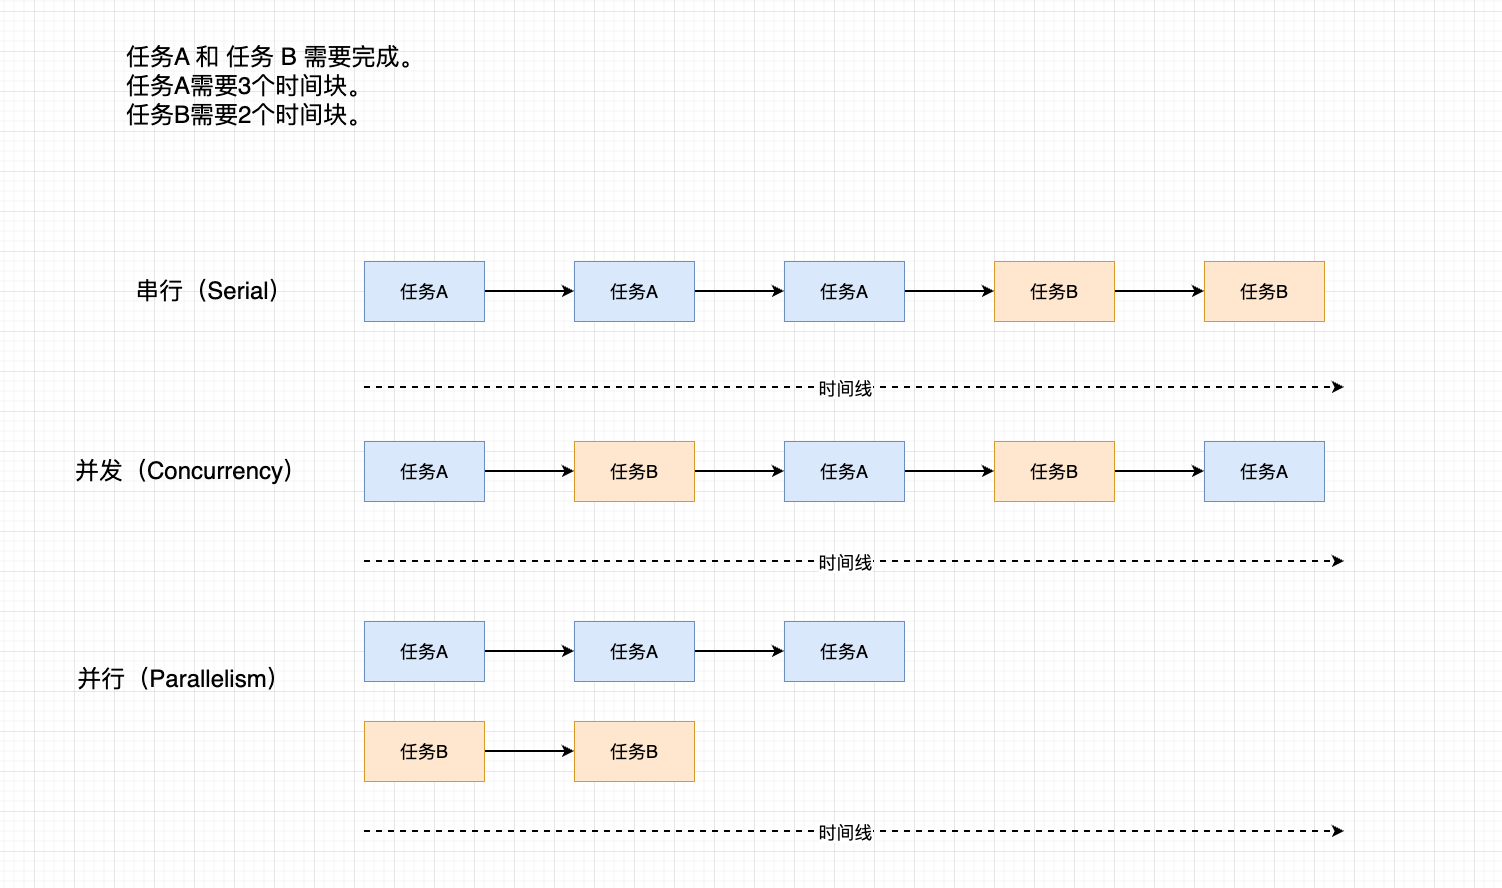 任务A 和 任务 B 需要完成。
任务A需要3个时间块。
任务B需要2个时间块。
串行（Serial）
任务A
任务A
任务A
任务B
任务B
时间线
并发（Concurrency）
任务A
任务B
任务A
任务B
任务A
时间线
并行（Parallelism）
任务A
任务A
任务A
任务B
任务B
时间线